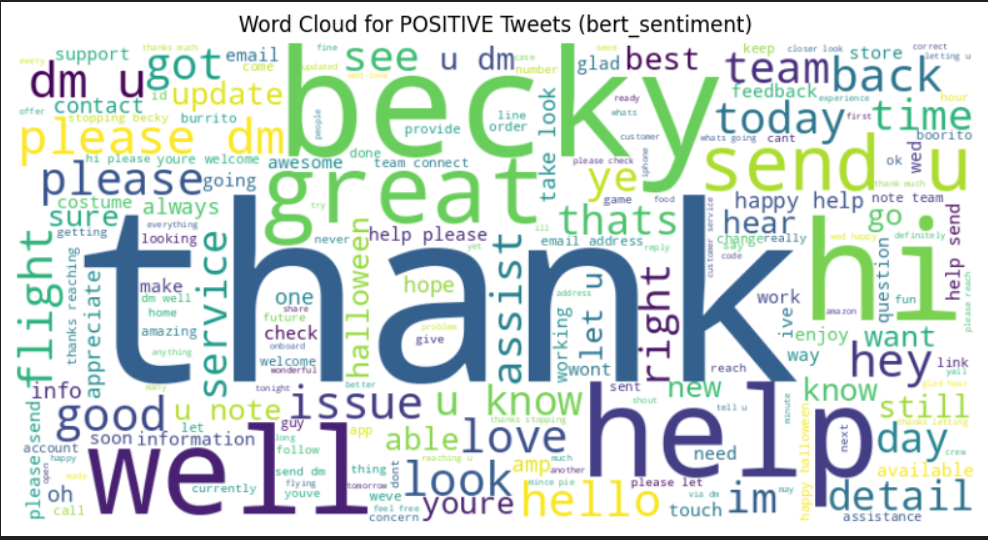 Word Cloud for POSITIVE Tweets (bert_sentiment)
support
thanks much
fine
every
dm u
got
email
come
updated
wed love
see
u dm
case
number
becky
glad
best
seem
keep
closer look
store
correct
letting u
team
back
feedback
experience
hour
offer
contact
id
update
stopping becky
burrito
people
provide
line
order
take look
ready
whats
customer
today
first
time
whats going
cant
boorito
please dm
hi please youre welcome
awesome
done
team connect
please check
iphone
send u
ok
wed
thank much
please
going
great
try
ye
game
food
happy help
note team
costume
always
sure
everything
getting
looking
never
help please
yet
ill
thats
email address
reply
customer service
hear
change
really
say
code
wed happy
go
definitely
hi
help send
flight
thanks reaching
appreciate
make
dm well
home
amazing
anything
service
thank
one
share
future
check
onboard
welcome
wonderful
halloween
hope
problem
give
assist
address
working
let u
wont
right
work
ive
amazon
question
fun
please reach
enjoy
want
way
hey
link
yall
info
many
tonight
better
sent
reach
new
know
glad hear
good
u note
issue
u know
thanks stopping
shout
tell u
minute
still
thanks letting
please send
soon
information
let
guy
long
follow
app
able
love
help
need
happy halloween
next
day
crew
account
happy
open
made
well
send dm
flying
tomorrow
youve
thing
weve
dont
reaching u
look
amp
much
another
mince pie
please let
available
oh
call
currently
feel free
concern
youre
hello
via dm
touch
im
may
detail
assistance